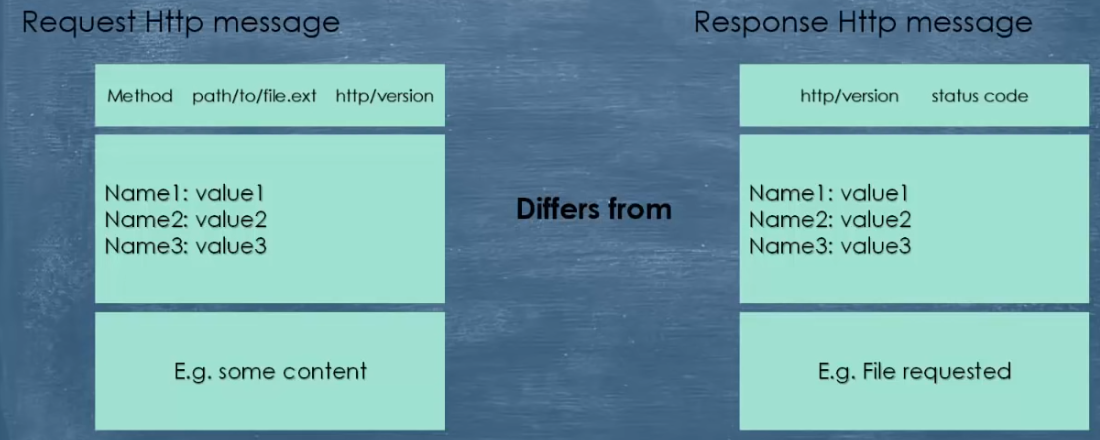 Request Http message
Method path/to/file.ext http/version
Name1: value1
Name2: value2
Name3: value3
E.g. some content
Differs from
Response Http message
http/version status code
Name1: value1
Name2: value2
Name3: value3
E.g. File requested